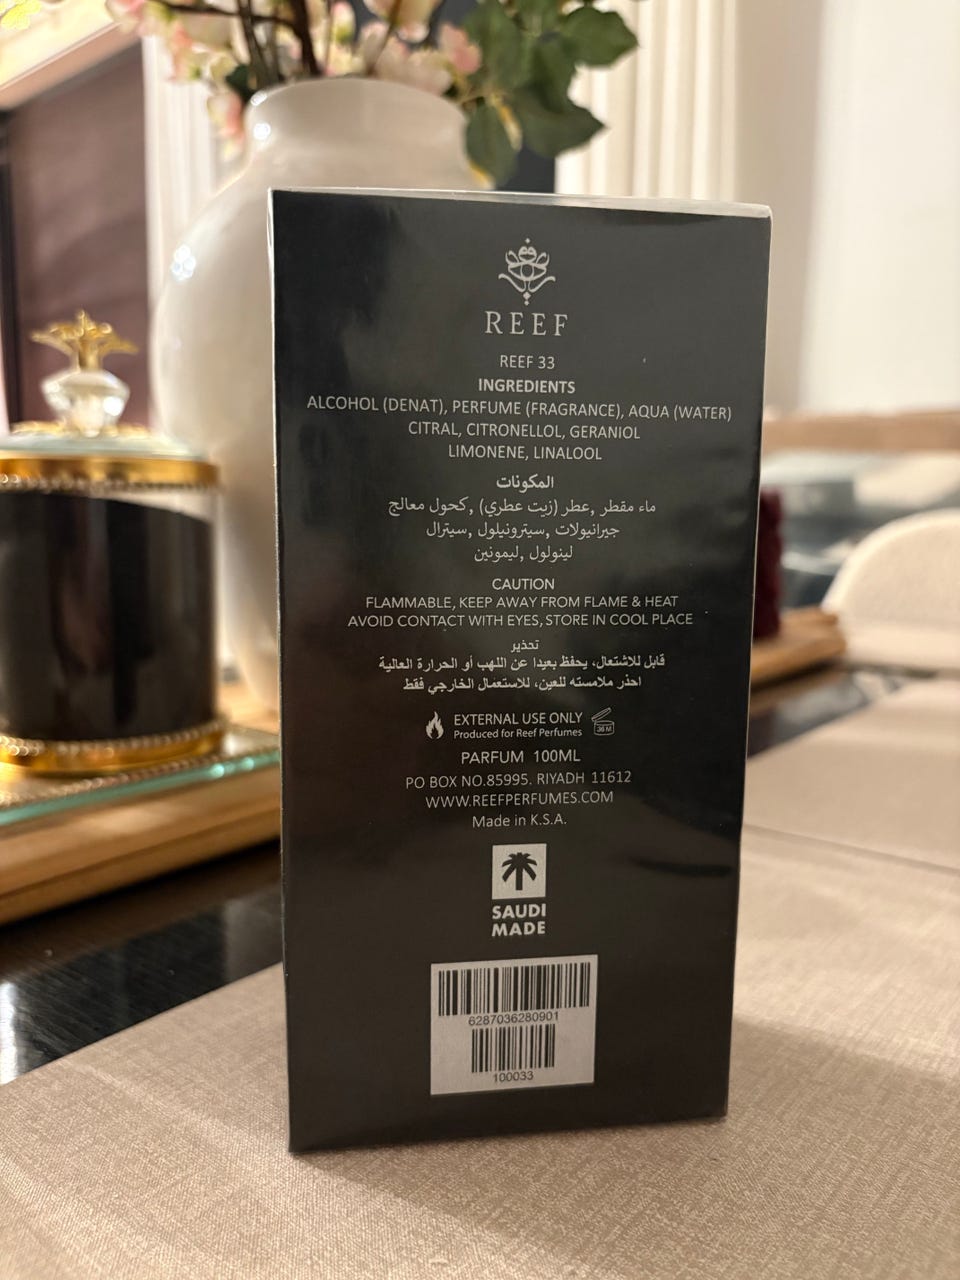 REEF
REEF 33
INGREDIENTS
ALCOHOL (DENAT), PERFUME (FRAGRANCE), AQUA (WATER)
CITRAL, CITRONELLOL, GERANIOL
LIMONENE, LINALOOL
المكونات
ماء مقطر ,عطر (زيت عطري) ,كحول معالج
جيرانيولات ,سيترونيلول ,سيترال
لينولول ,ليمونين
CAUTION
FLAMMABLE, KEEP AWAY FROM FLAME & HEAT
AVOID CONTACT WITH EYES, STORE IN COOL PLACE
تحذير
قابل للاشتعال، يحفظ بعيدا عن اللهب أو الحرارة العالية
احذر ملامسته للعين، للاستعمال الخارجي فقط
EXTERNAL USE ONLY
Produced for Reef Perfumes
36 M
PARFUM 100ML
PO BOX NO.85995. RIYADH 11612
WWW.REEFPERFUMES.COM
Made in K.S.A.
SAUDI
MADE
6287036280901
100033